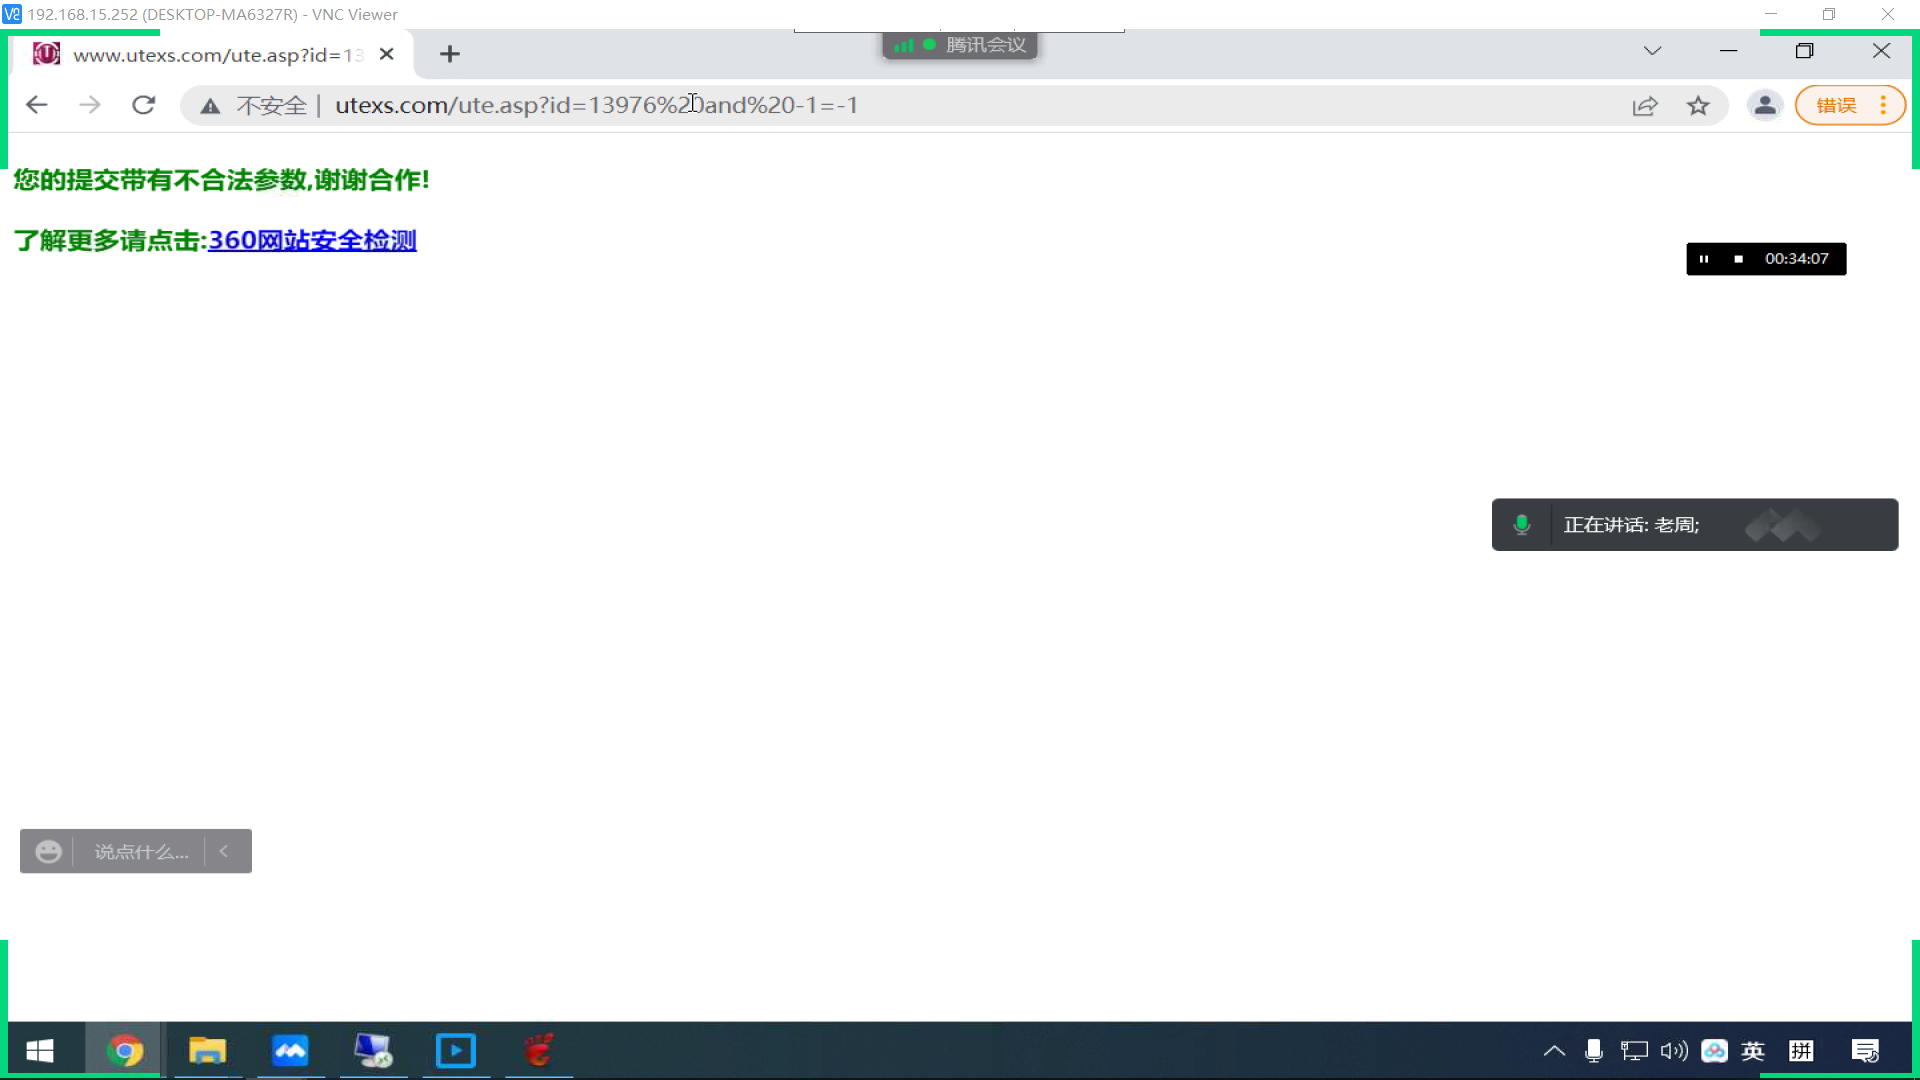 192.168.15.252 (DESKTOP-MA6327R) - VNC Viewer
www.utexs.com/ute.asp?id=13
腾讯会议
不安全 | utexs.com/ute.asp?id=13976%20and%20-1=-1
错误
您的提交带有不合法参数,谢谢合作!
了解更多请点击:360网站安全检测
00:34:07
正在讲话: 老周;
说点什么...
英
拼